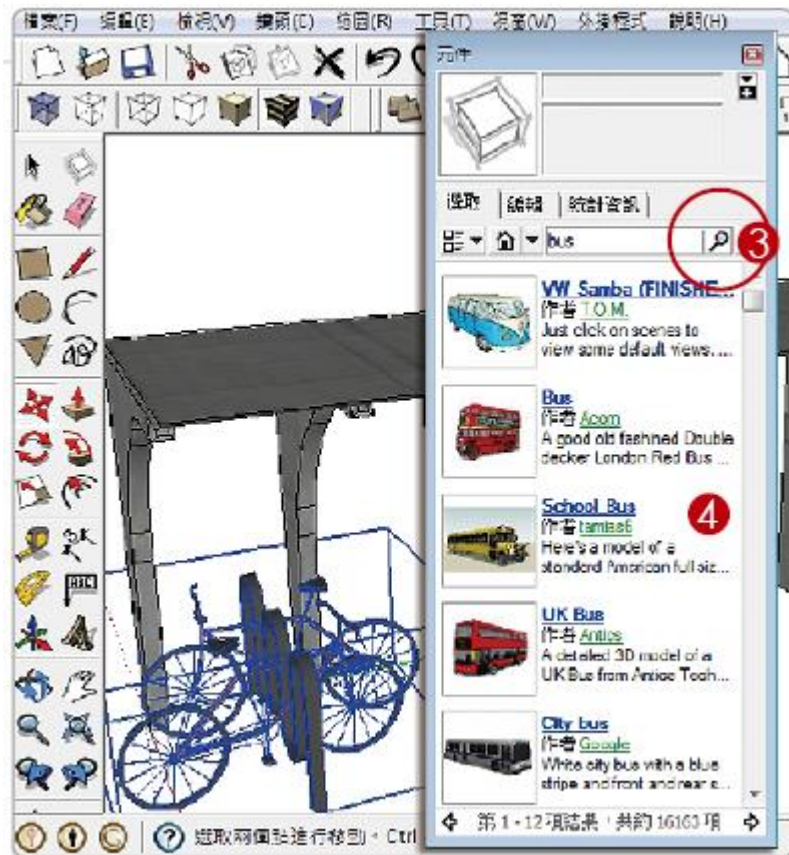 檔案(F) 編輯(E) 檢視(V) 鏡頭(C) 繪圖(R) 工具(T) 視窗(W) 外掛程式 說明(H)
元件
選取 編輯 統計資訊
bus
3
VW Samba (FINISHE...
作者 T.O.M.
Just click on scenes to
view some default views. ...
Bus
作者 Acorn
A good old fashined Double
decker London Red Bus ...
School Bus
作者 tamias6
Here's a model of a
standard American full siz...
4
UK Bus
作者 Antics
A detailed 3D model of a
UK Bus from Antics Tech...
City bus
作者 Google
White city bus with a blue
stripe and front and rear s...
第 1 - 12 項結果，共約 16163 項
選取兩個點進行移動。Ctrl